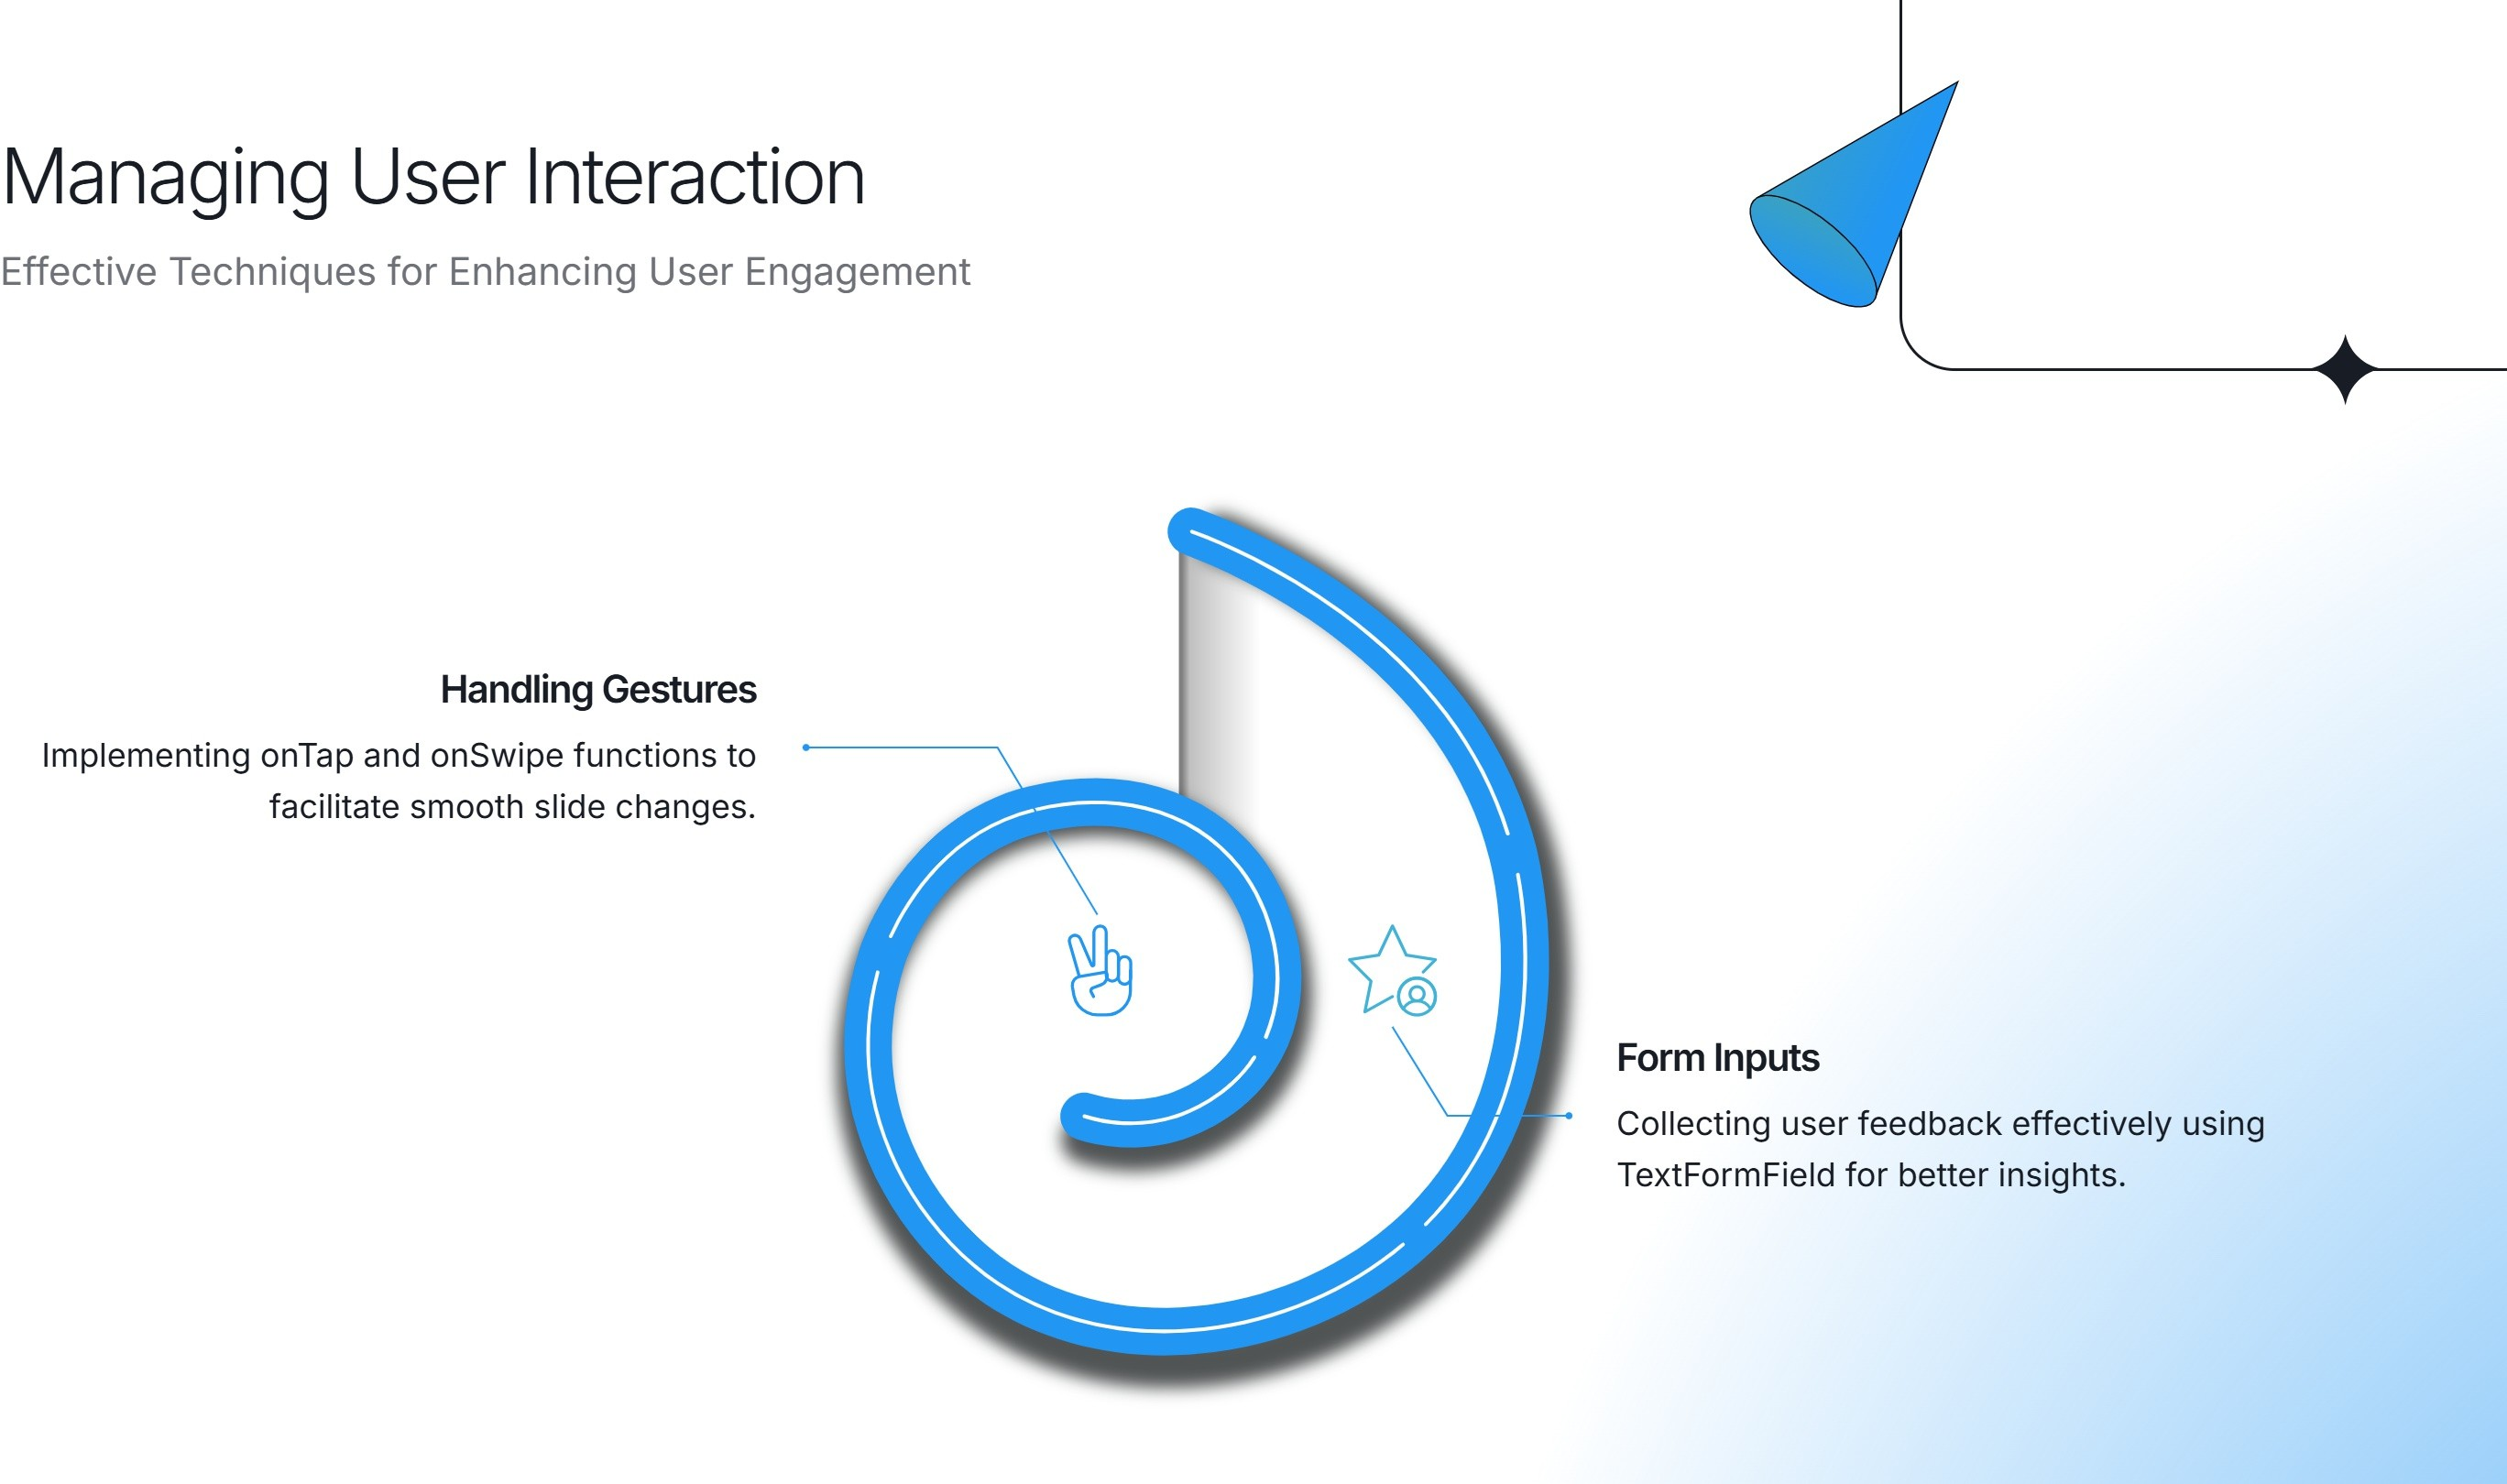 Managing User Interaction
Effective Techniques for Enhancing User Engagement
Handling Gestures
Implementing onTap and onSwipe functions to
facilitate smooth slide changes.
Form Inputs
Collecting user feedback effectively using
TextFormField for better insights.